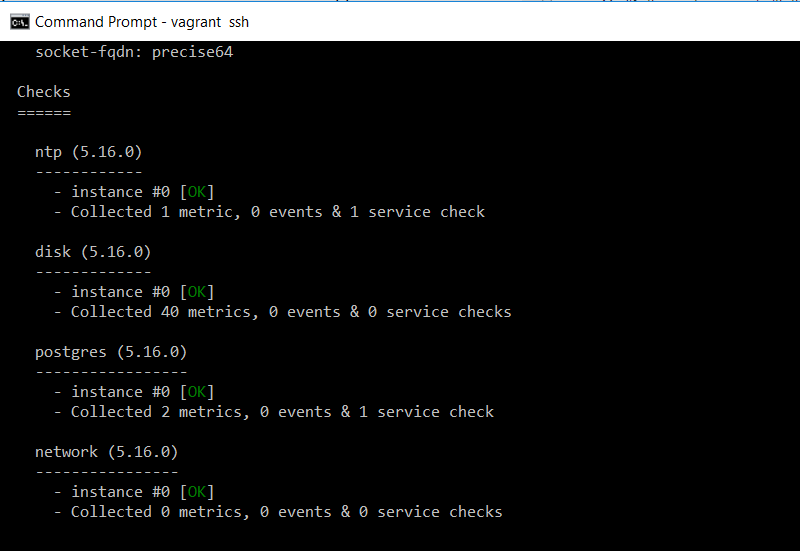 Command Prompt - vagrant ssh
socket-fqdn: precise64
Checks
======
ntp (5.16.0)
------------
- instance #0 [OK]
- Collected 1 metric, 0 events & 1 service check
disk (5.16.0)
-------------
- instance #0 [OK]
- Collected 40 metrics, 0 events & 0 service checks
postgres (5.16.0)
-----------------
- instance #0 [OK]
- Collected 2 metrics, 0 events & 1 service check
network (5.16.0)
----------------
- instance #0 [OK]
- Collected 0 metrics, 0 events & 0 service checks